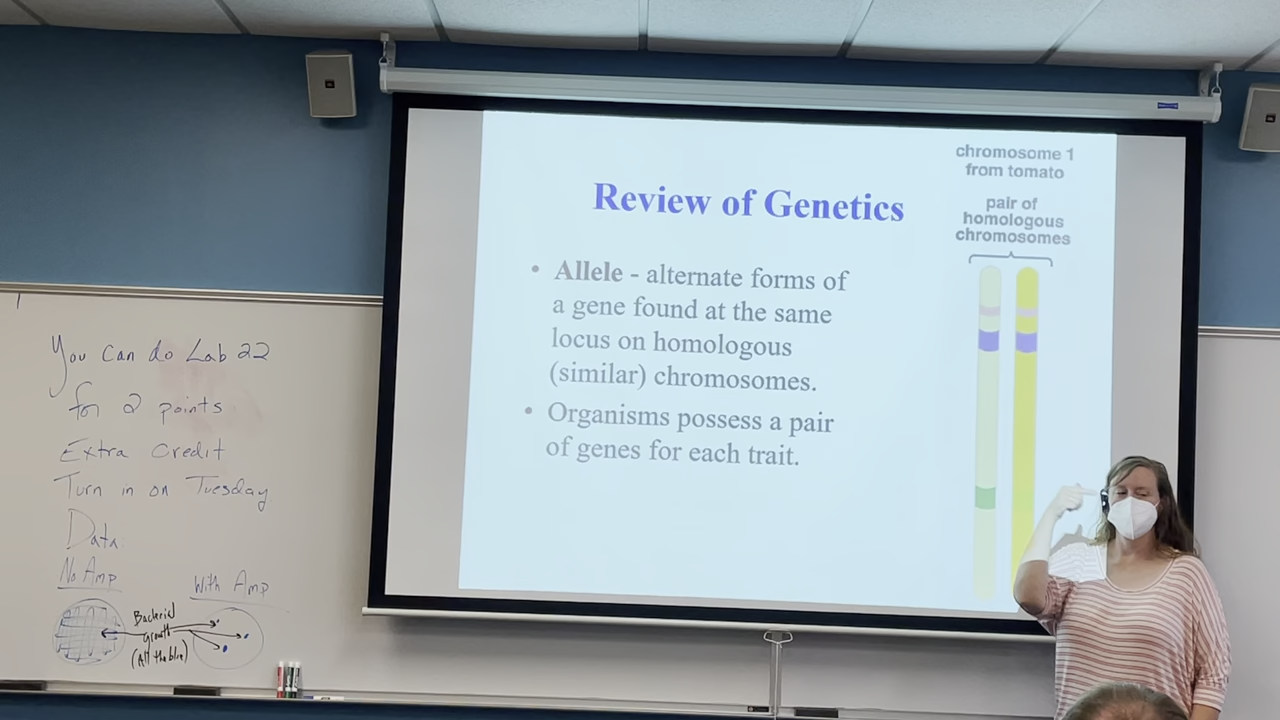 You can do Lab 22
for 2 points
Extra Credit
Turn in on Tuesday
Data
No Amp
With Amp
Bacterial
Growth
(All the blue)
Review of Genetics
• Allele - alternate forms of
a gene found at the same
locus on homologous
(similar) chromosomes.
• Organisms possess a pair
of genes for each trait.
chromosome 1
from tomato
pair of
homologous
chromosomes